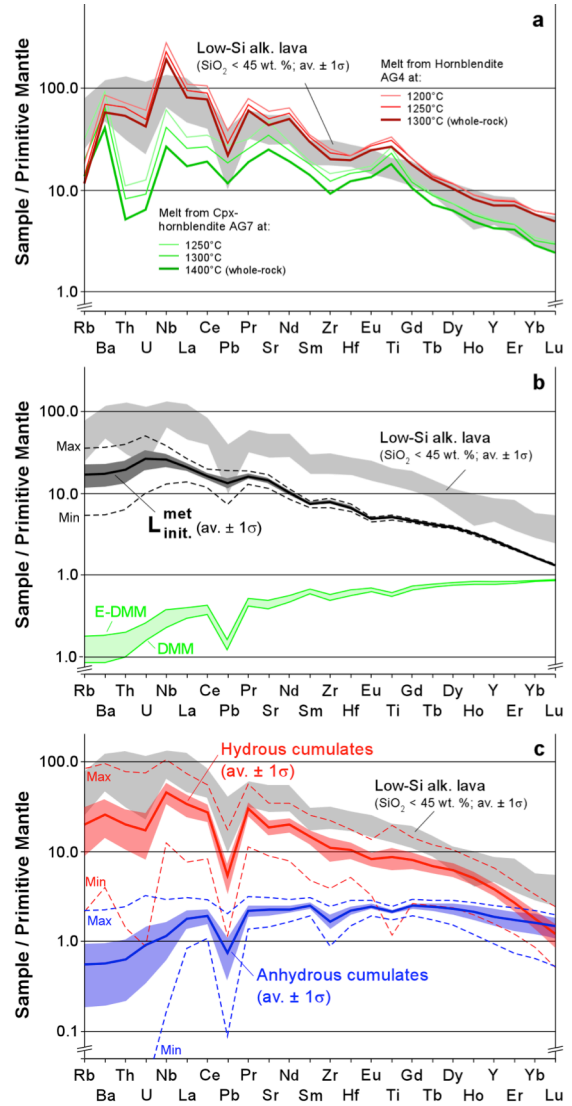 a
Low-Si alk. lava
(SiO2 < 45 wt. %; av. ± 1σ)
Melt from Hornblendite
AG4 at:
1200°C
1250°C
1300°C (whole-rock)
Sample / Primitive Mantle
100.0
10.0
1.0
Melt from Cpx-
hornblendite AG7 at:
1250°C
1300°C
1400°C (whole-rock)
Rb Th Nb Ce Pr Nd Zr Eu Gd Dy Y Yb
Ba U La Pb Sr Sm Hf Ti Tb Ho Er Lu
b
Sample / Primitive Mantle
100.0
10.0
1.0
1.0
Max
Min
Low-Si alk. lava
(SiO2 < 45 wt. %; av. ± 1σ)
L met init. (av. ± 1σ)
E-DMM
DMM
Rb Th Nb Ce Pr Nd Zr Eu Gd Dy Y Yb
Ba U La Pb Sr Sm Hf Ti Tb Ho Er Lu
c
Sample / Primitive Mantle
100.0
10.0
1.0
0.1
Hydrous cumulates
(av. ± 1σ)
Max
Low-Si alk. lava
(SiO2 < 45 wt. %; av. ± 1σ)
Min
Max
Anhydrous cumulates
(av. ± 1σ)
Min
Rb Th Nb Ce Pr Nd Zr Eu Gd Dy Y Yb
Ba U La Pb Sr Sm Hf Ti Tb Ho Er Lu